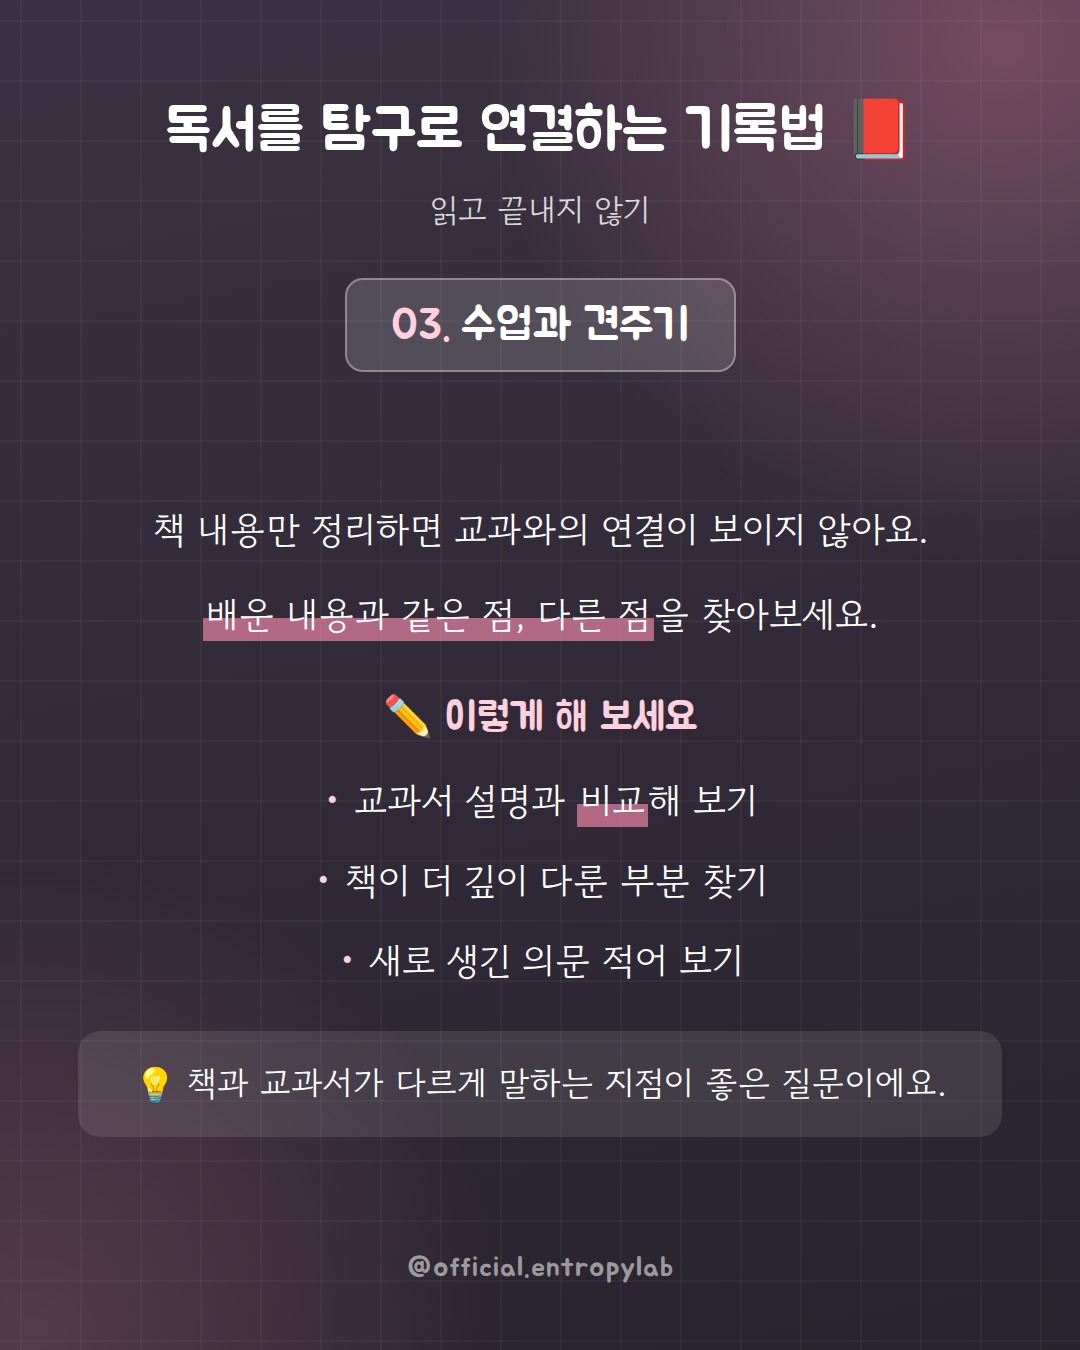 독서를 탐구로 연결하는 기록법 📕
읽고 끝내지 않기
03. 수업과 견주기
책 내용만 정리하면 교과와의 연결이 보이지 않아요.
배운 내용과 같은 점, 다른 점을 찾아보세요.
✏️ 이렇게 해 보세요
• 교과서 설명과 비교해 보기
• 책이 더 깊이 다룬 부분 찾기
• 새로 생긴 의문 적어 보기
💡 책과 교과서가 다르게 말하는 지점이 좋은 질문이에요.
@official.entropylab